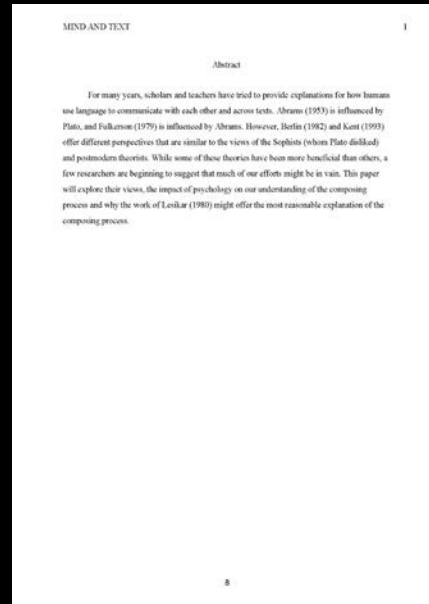 MIND AND TEXT 1
Abstract
For many years, scholars and teachers have tried to provide explanations for how humans
use language to communicate with each other and across texts. Abrams (1953) is influenced by
Plato, and Fulkerson (1979) is influenced by Abrams. However, Berlin (1982) and Kent (1993)
offer different perspectives that are similar to the views of the Sophists (whom Plato disliked)
and postmodern theorists. While some of these theories have been more beneficial than others, a
few researchers are beginning to suggest that much of our efforts might be in vain. This paper
will explore their views, the impact of psychology on our understanding of the composing
process and why the work of Lesikar (1980) might offer the most reasonable explanation of the
composing process.
8